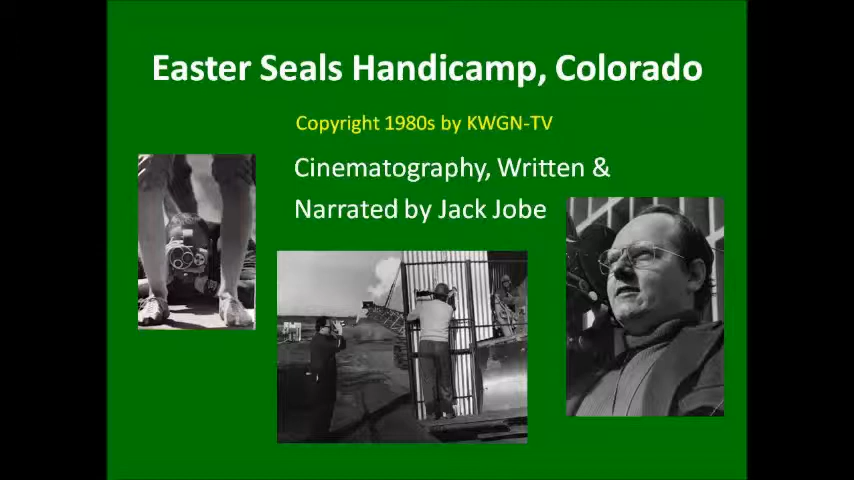 Easter Seals Handicamp, Colorado
Copyright 1980s by KWGN-TV
Cinematography, Written &
Narrated by Jack Jobe